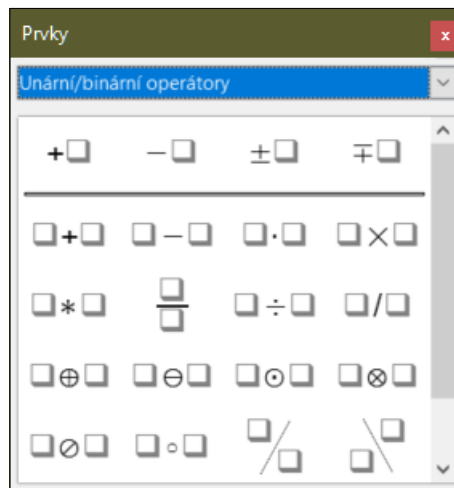 Prvky
x
Unární/binární operátory
+❑ −❑ ±❑ ∓❑
❑+❑ ❑−❑ ❑·❑ ❑×❑
❑∗❑ ❑/❑ ❑÷❑ ❑/❑
❑⊕❑ ❑⊖❑ ❑⊙❑ ❑⊗❑
❑⊘❑ ❑∘❑ ❑/❑ ❑\❑